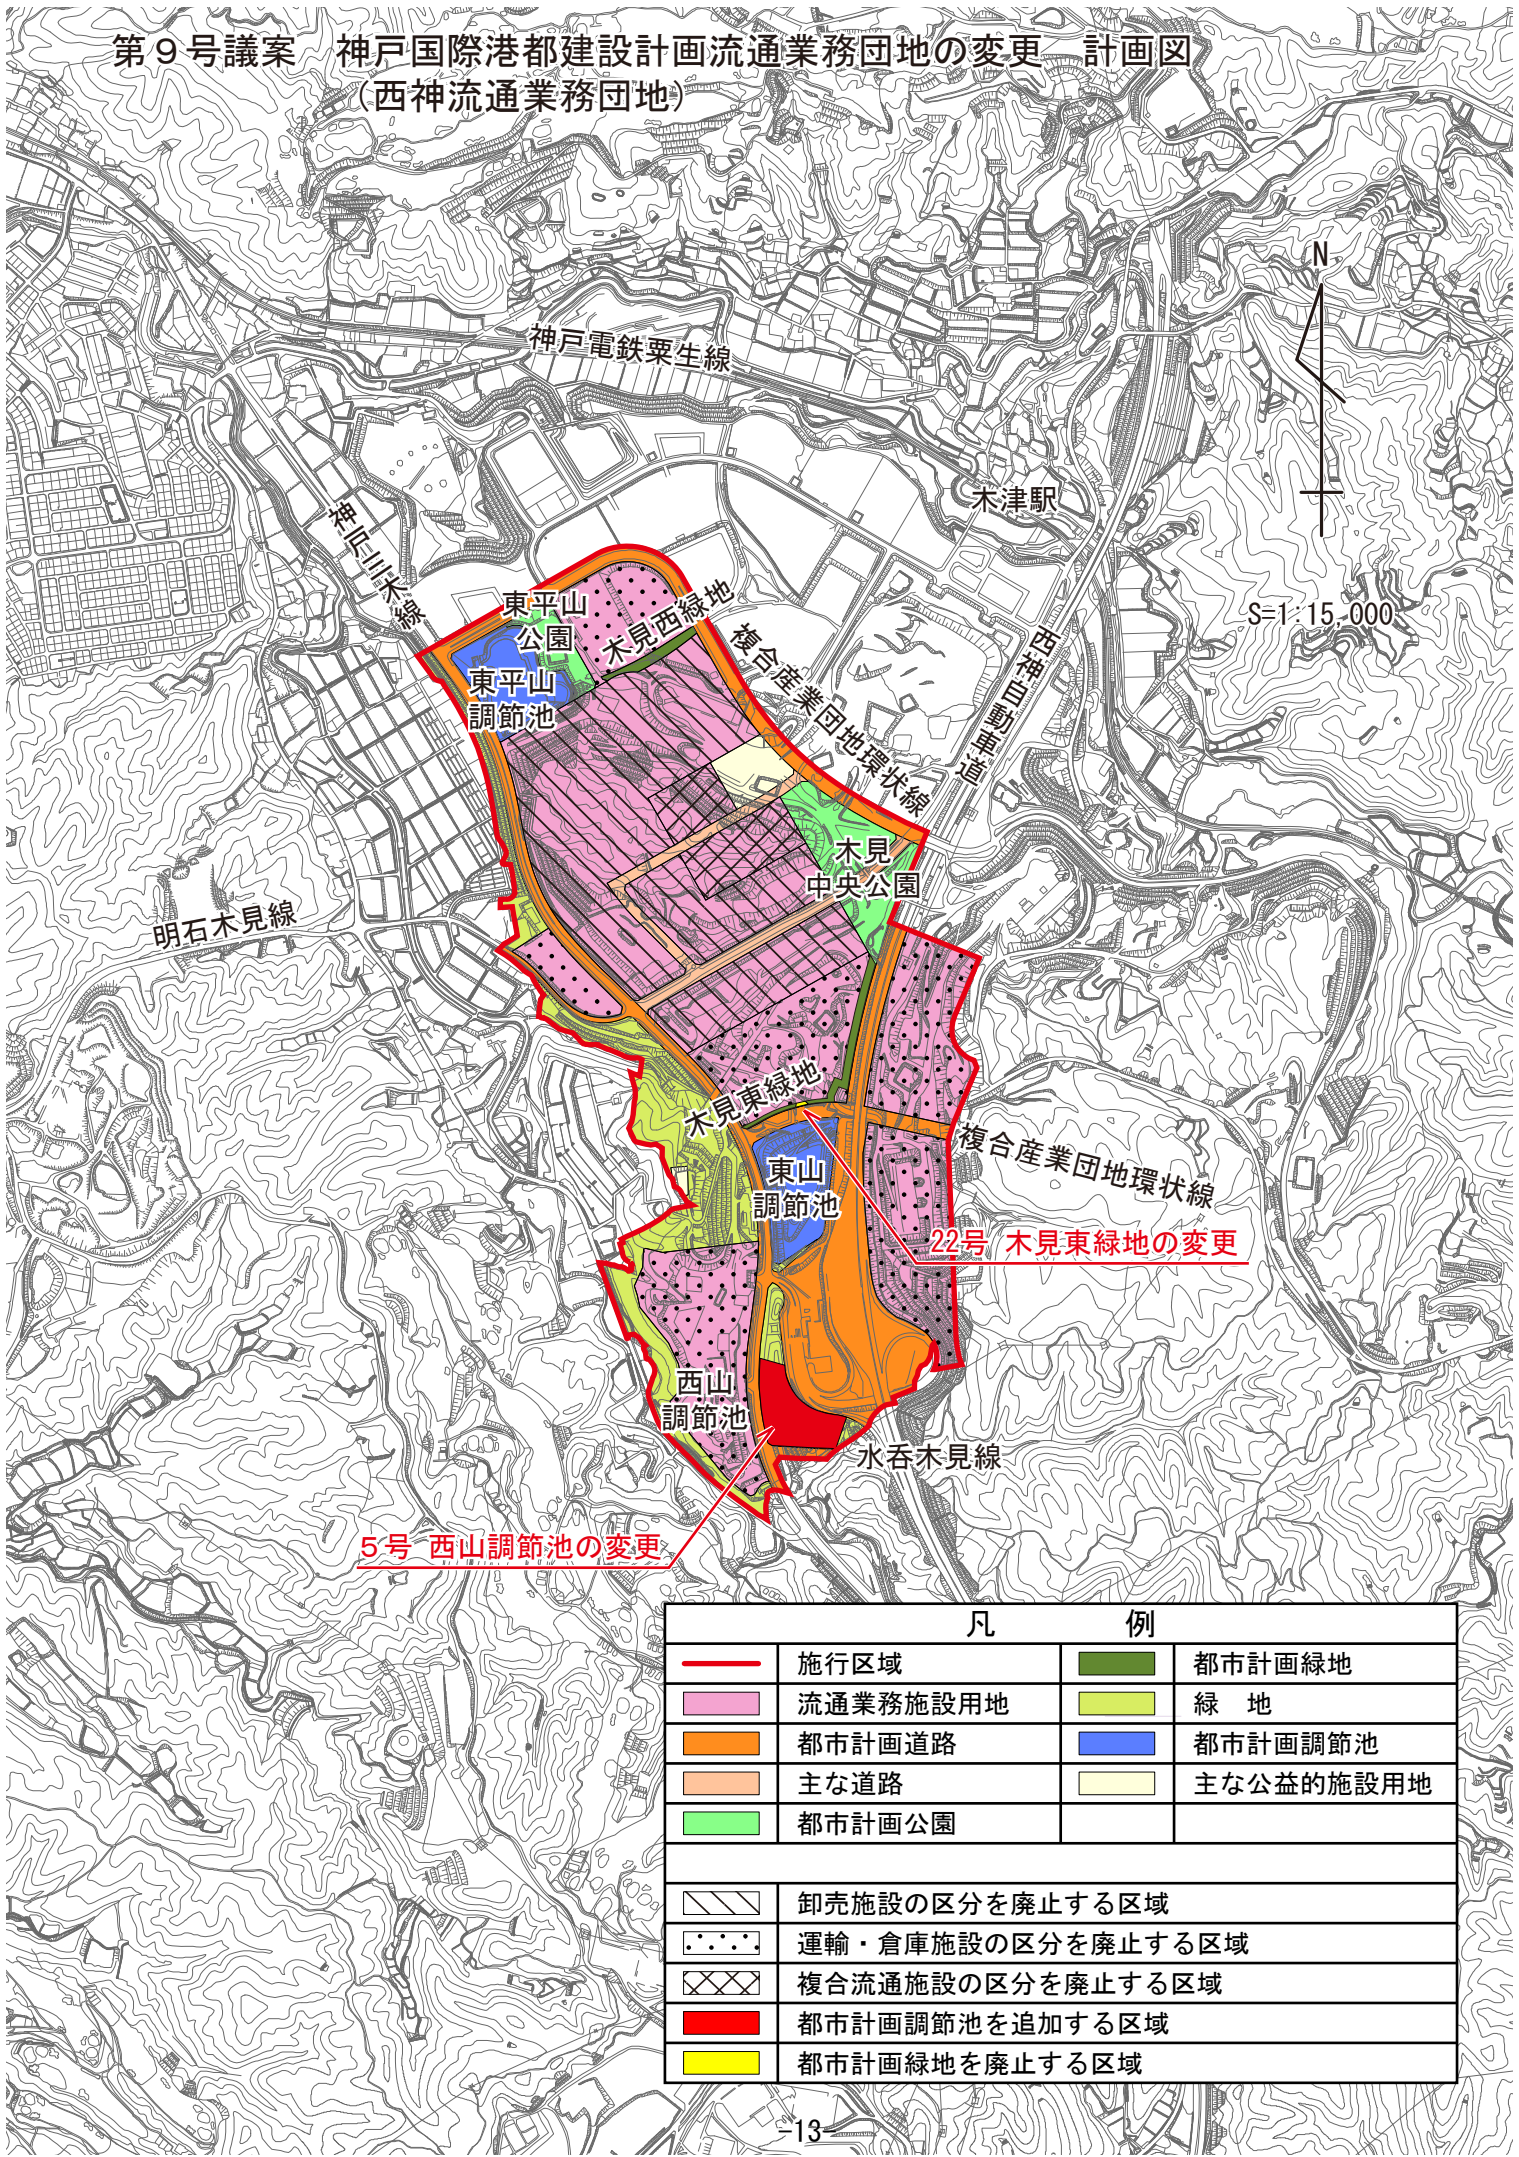 第９号議案　神戸国際港都建設計画流通業務団地の変更　計画図
（西神流通業務団地）
N
神戸電鉄粟生線
木津駅
神戸三木線
S=1:15,000
東平山
公園
木見西緑地
複合産業団地環状線
西神自動車道
東平山
調節池
木見
中央公園
明石木見線
木見東緑地
複合産業団地環状線
東山
調節池
22号 木見東緑地の変更
西山
調節池
水呑木見線
５号 西山調節池の変更
凡　例
施行区域
都市計画緑地
流通業務施設用地
緑　地
都市計画道路
都市計画調節池
主な道路
主な公益的施設用地
都市計画公園
卸売施設の区分を廃止する区域
運輸・倉庫施設の区分を廃止する区域
複合流通施設の区分を廃止する区域
都市計画調節池を追加する区域
都市計画緑地を廃止する区域
-13-